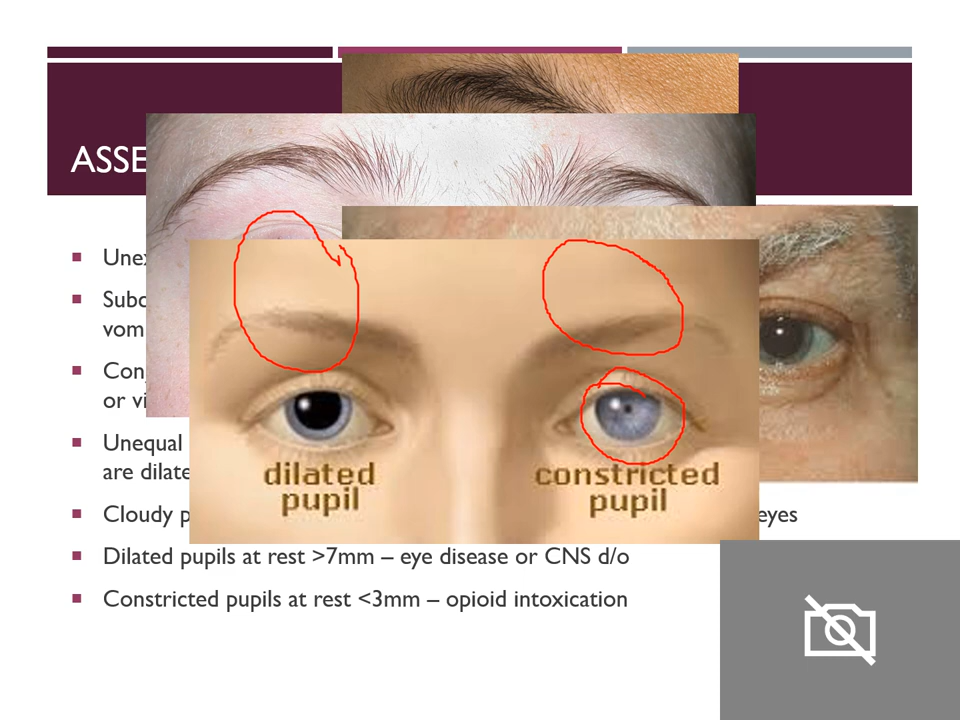 ASSE
Une
Subc
vom
Con
or vi
Unequal
are dilate
Cloudy p eyes
dilated
pupil
constricted
pupil
Dilated pupils at rest >7mm – eye disease or CNS d/o
Constricted pupils at rest <3mm – opioid intoxication